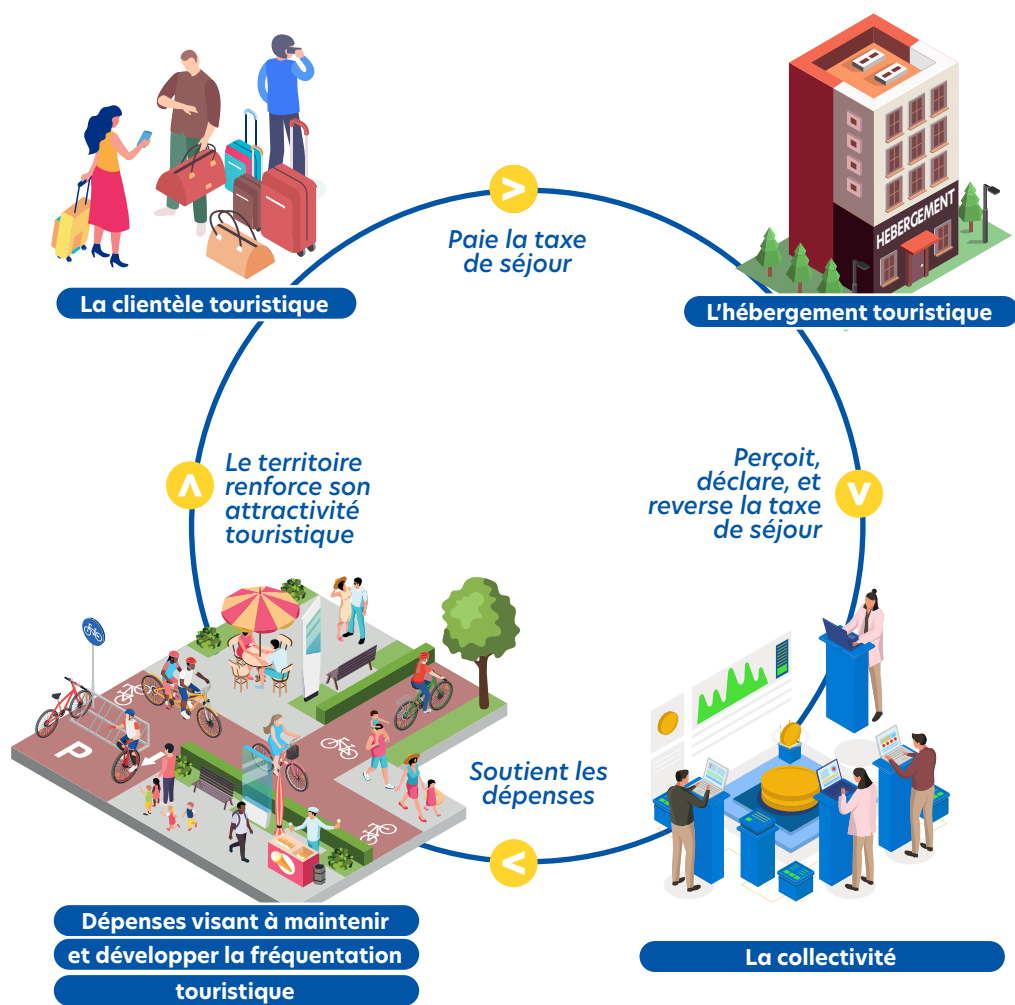 Paie la taxe
de séjour
La clientèle touristique
HEBERGEMENT
L'hébergement touristique
Le territoire
renforce son
attractivité
touristique
Perçoit,
déclare, et
reverse la taxe
de séjour
P
Soutient les
dépenses
Dépenses visant à maintenir
et développer la fréquentation
touristique
La collectivité